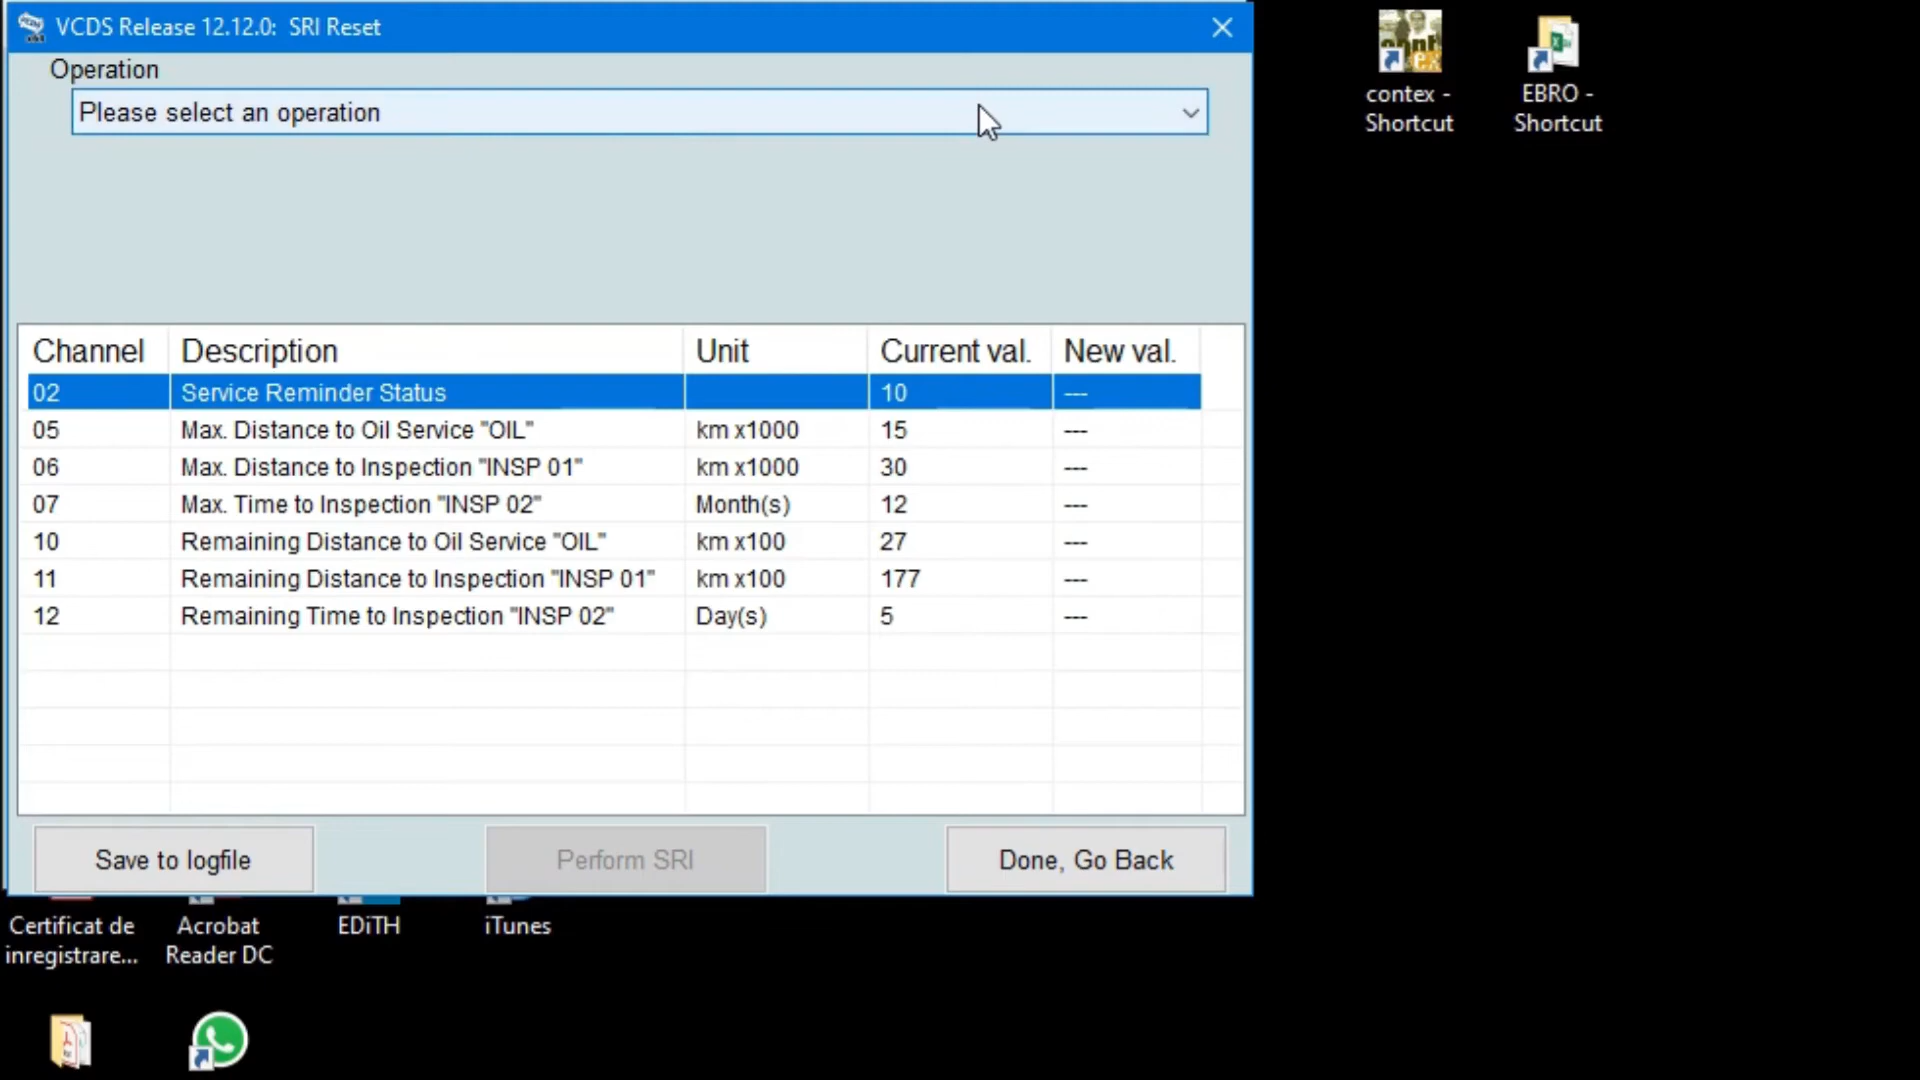 VCDS Release 12.12.0:  SRI Reset
Operation
Please select an operation
Channel Description Unit Current val. New val.
02 Service Reminder Status 10 ---
05 Max. Distance to Oil Service "OIL" km x1000 15 ---
06 Max. Distance to Inspection "INSP 01" km x1000 30 ---
07 Max. Time to Inspection "INSP 02" Month(s) 12 ---
10 Remaining Distance to Oil Service "OIL" km x100 27 ---
11 Remaining Distance to Inspection "INSP 01" km x100 177 ---
12 Remaining Time to Inspection "INSP 02" Day(s) 5 ---
Save to logfile Perform SRI Done, Go Back
contex -
Shortcut
EBRO -
Shortcut
Certificat de
inregistrare...
Acrobat
Reader DC
EDiTH
iTunes